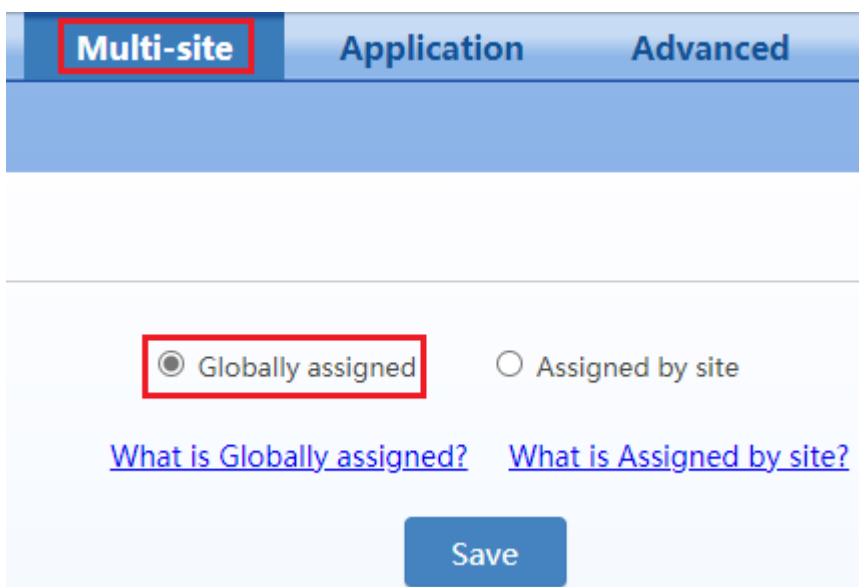 Multi-site Application Advanced
Globally assigned Assigned by site
What is Globally assigned? What is Assigned by site?
Save